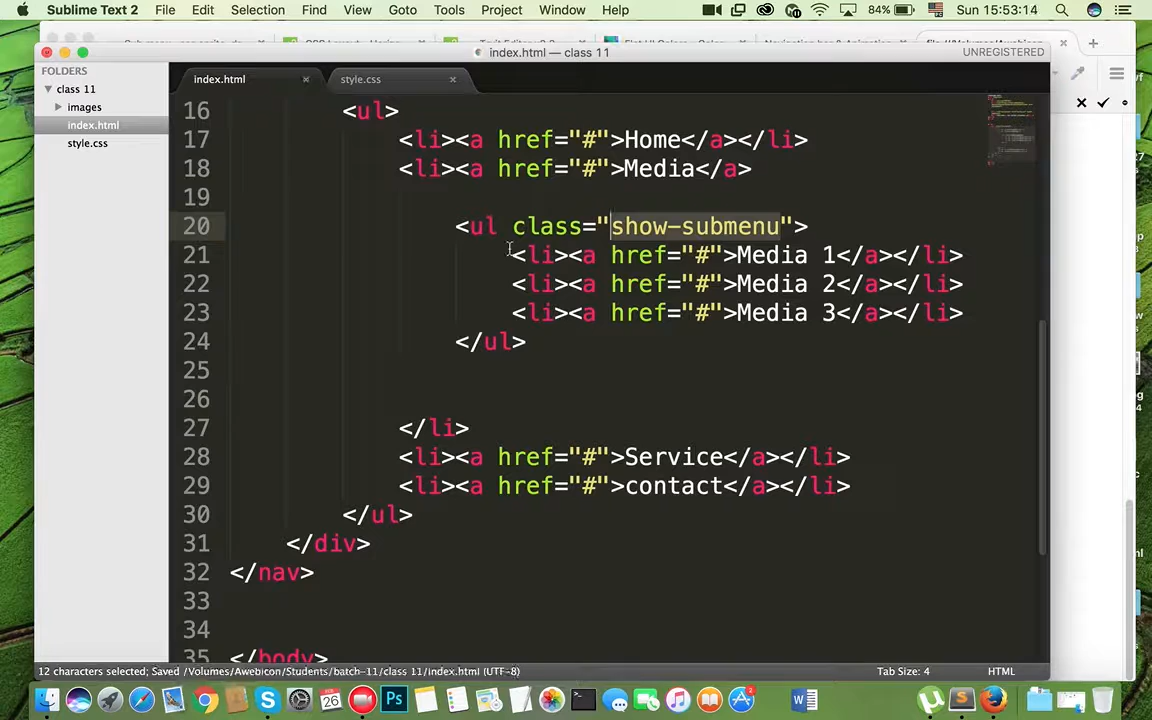 Sublime Text 2 File Edit Selection Find View Goto Tools Project Window Help 84% Sun 15:53:14
index.html — class 11 UNREGISTERED
FOLDERS
class 11
images
index.html
style.css
index.html × style.css ×
16 <ul>
17 <li><a href="#">Home</a></li>
18 <li><a href="#">Media</a>
19
20 <ul class="show-submenu">
21 <li><a href="#">Media 1</a></li>
22 <li><a href="#">Media 2</a></li>
23 <li><a href="#">Media 3</a></li>
24 </ul>
25
26
27 </li>
28 <li><a href="#">Service</a></li>
29 <li><a href="#">contact</a></li>
30 </ul>
31 </div>
32 </nav>
33
34
35 </body>
12 characters selected; Saved /Volumes/Awebicon/Students/batch-11/class 11/index.html (UTF-8) Tab Size: 4 HTML